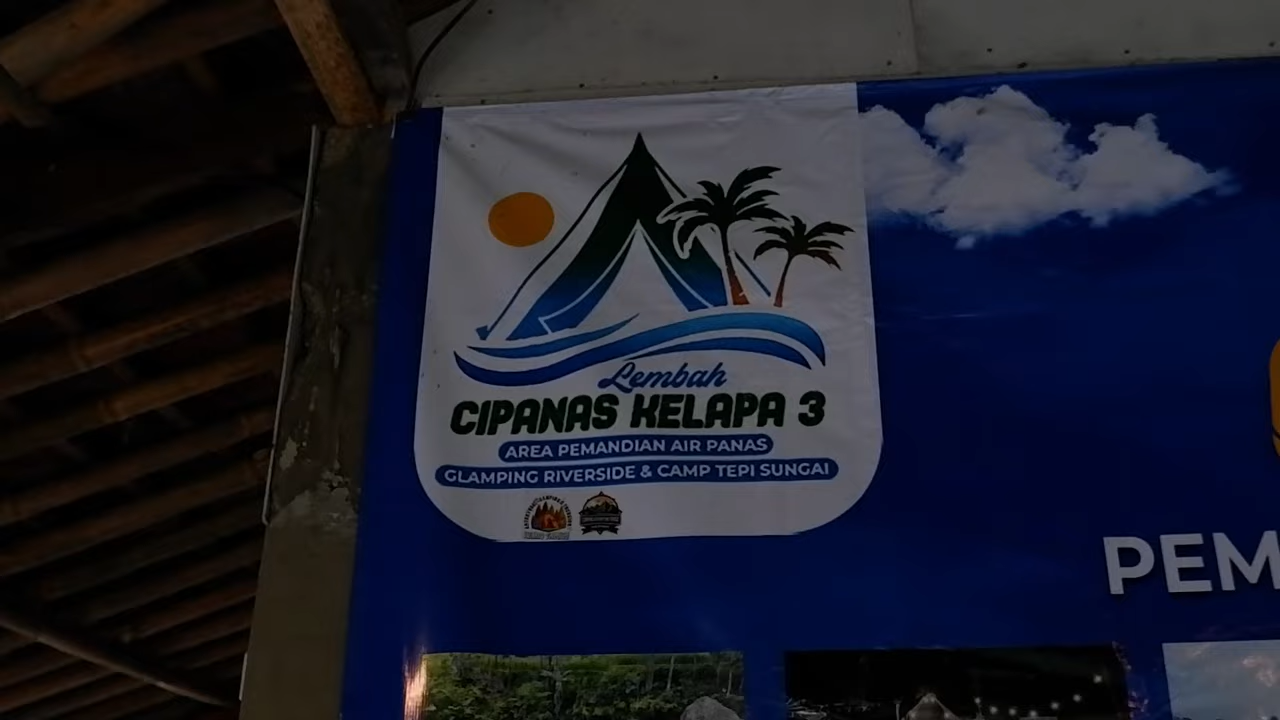 Lembah
CIPANAS KELAPA 3
AREA PEMANDIAN AIR PANAS
GLAMPING RIVERSIDE & CAMP TEPI SUNGAI
PEM